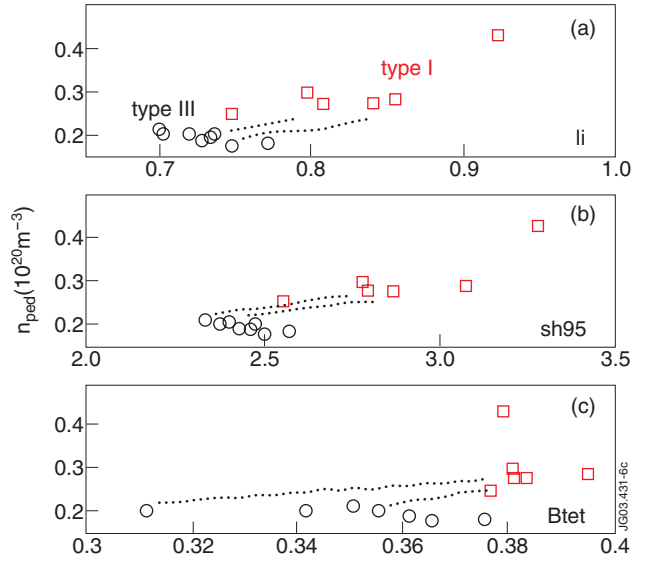 (a)
0.4
type I
0.3
type III
0.2
li
0.7 0.8 0.9 1.0
n_ped(10^20 m^−3)
(b)
0.4
0.3
0.2
sh95
2.0 2.5 3.0 3.5
(c)
0.4
0.3
0.2
Btet
0.3 0.32 0.34 0.36 0.38 0.4
JG03.431-6c